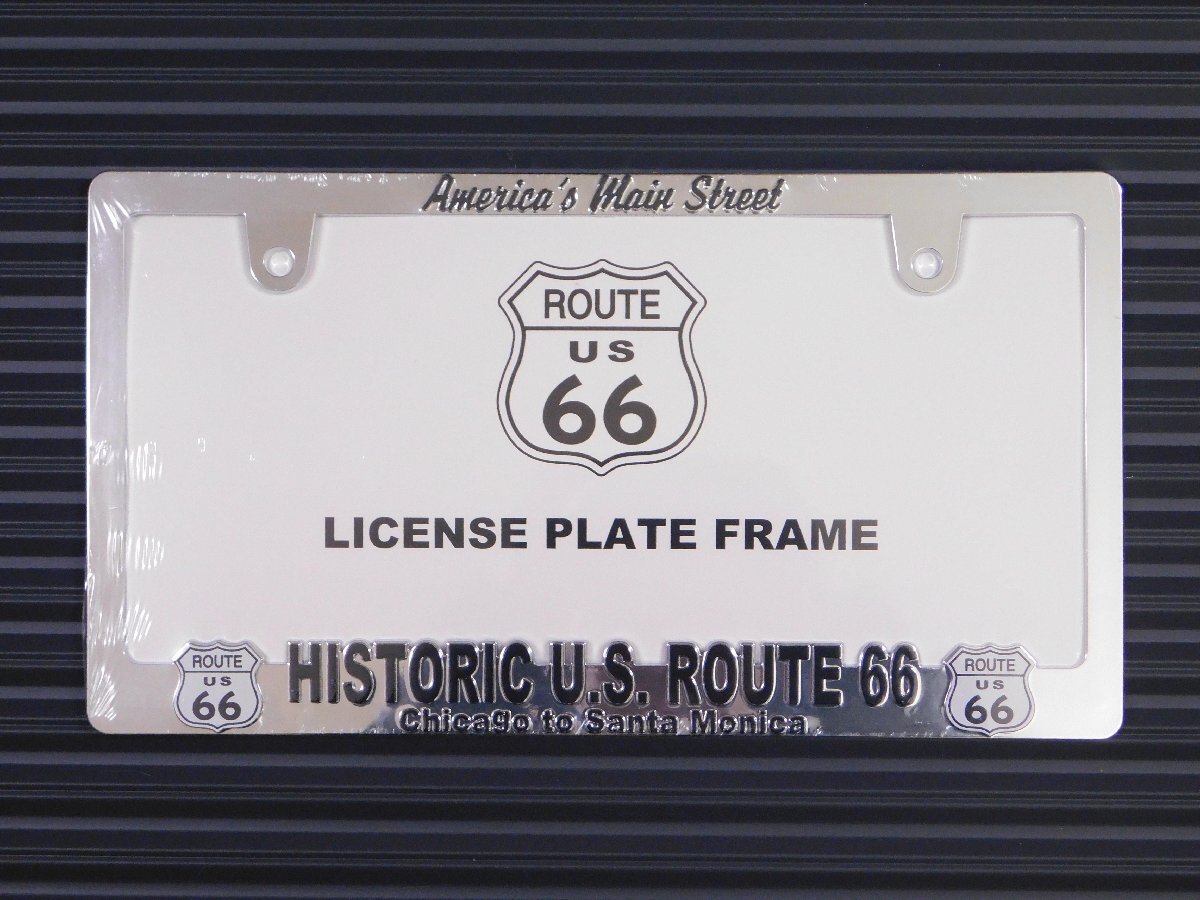 America's Main Street
ROUTE
US
66
LICENSE PLATE FRAME
ROUTE
US
66
HISTORIC U.S. ROUTE 66
Chicago to Santa Monica
ROUTE
US
66